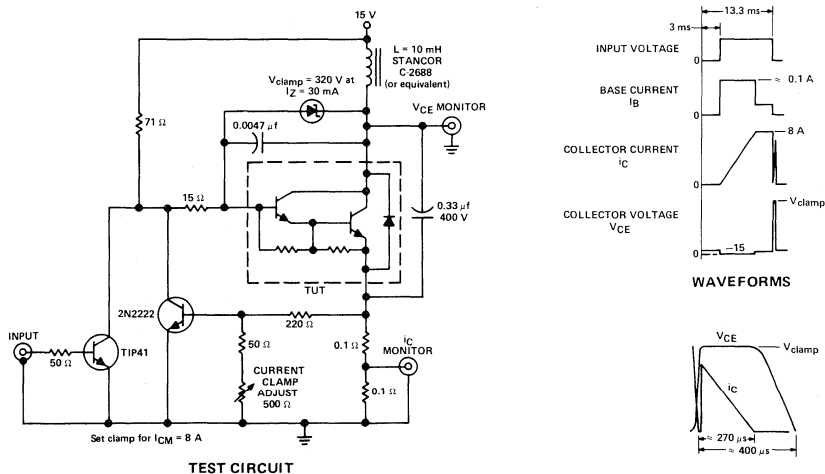 15 V
L = 10 mH
STANCOR
C-2688
(or equivalent)
Vclamp = 320 V at
IZ = 30 mA
VCE MONITOR
71 Ω
0.0047 μf
15 Ω
0.33 μf
400 V
TUT
2N2222
220 Ω
INPUT
50 Ω
TIP41
50 Ω
CURRENT
CLAMP
ADJUST
500 Ω
0.1 Ω
iC
MONITOR
0.1 Ω
Set clamp for ICM = 8 A
TEST CIRCUIT
13.3 ms
3 ms
INPUT VOLTAGE
0
BASE CURRENT
IB
≈ 0.1 A
0
COLLECTOR CURRENT
iC
8 A
0
COLLECTOR VOLTAGE
VCE
Vclamp
0
–15
WAVEFORMS
VCE
Vclamp
iC
≈ 270 μs
≈ 400 μs